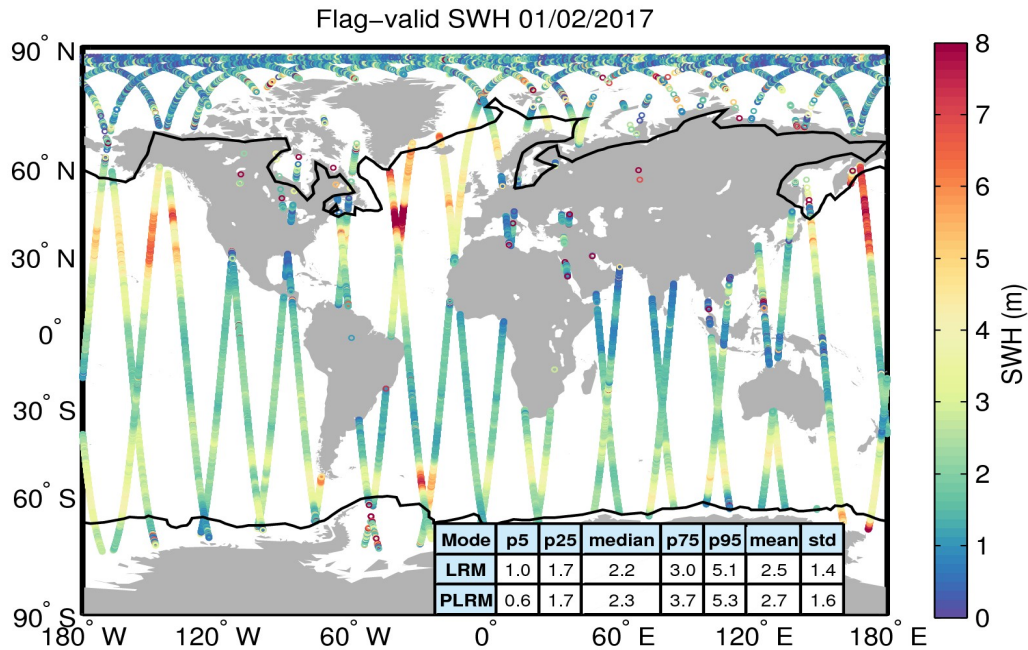 Flag-valid SWH 01/02/2017
90° N
60° N
30° N
0°
30° S
60° S
90° S
180° W 120° W 60° W 0° 60° E 120° E 180° E
Mode p5 p25 median p75 p95 mean std
LRM 1.0 1.7 2.2 3.0 5.1 2.5 1.4
PLRM 0.6 1.7 2.3 3.7 5.3 2.7 1.6
8
7
6
5
4
3
2
1
0
SWH (m)